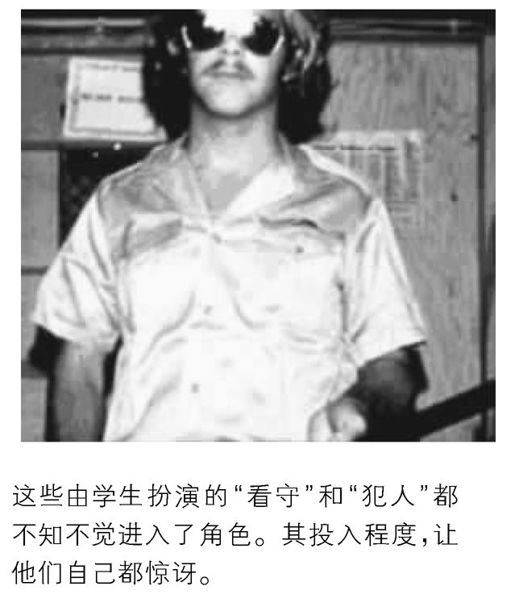 这些由学生扮演的“看守”和“犯人”都
不知不觉进入了角色。其投入程度,让
他们自己都惊讶。